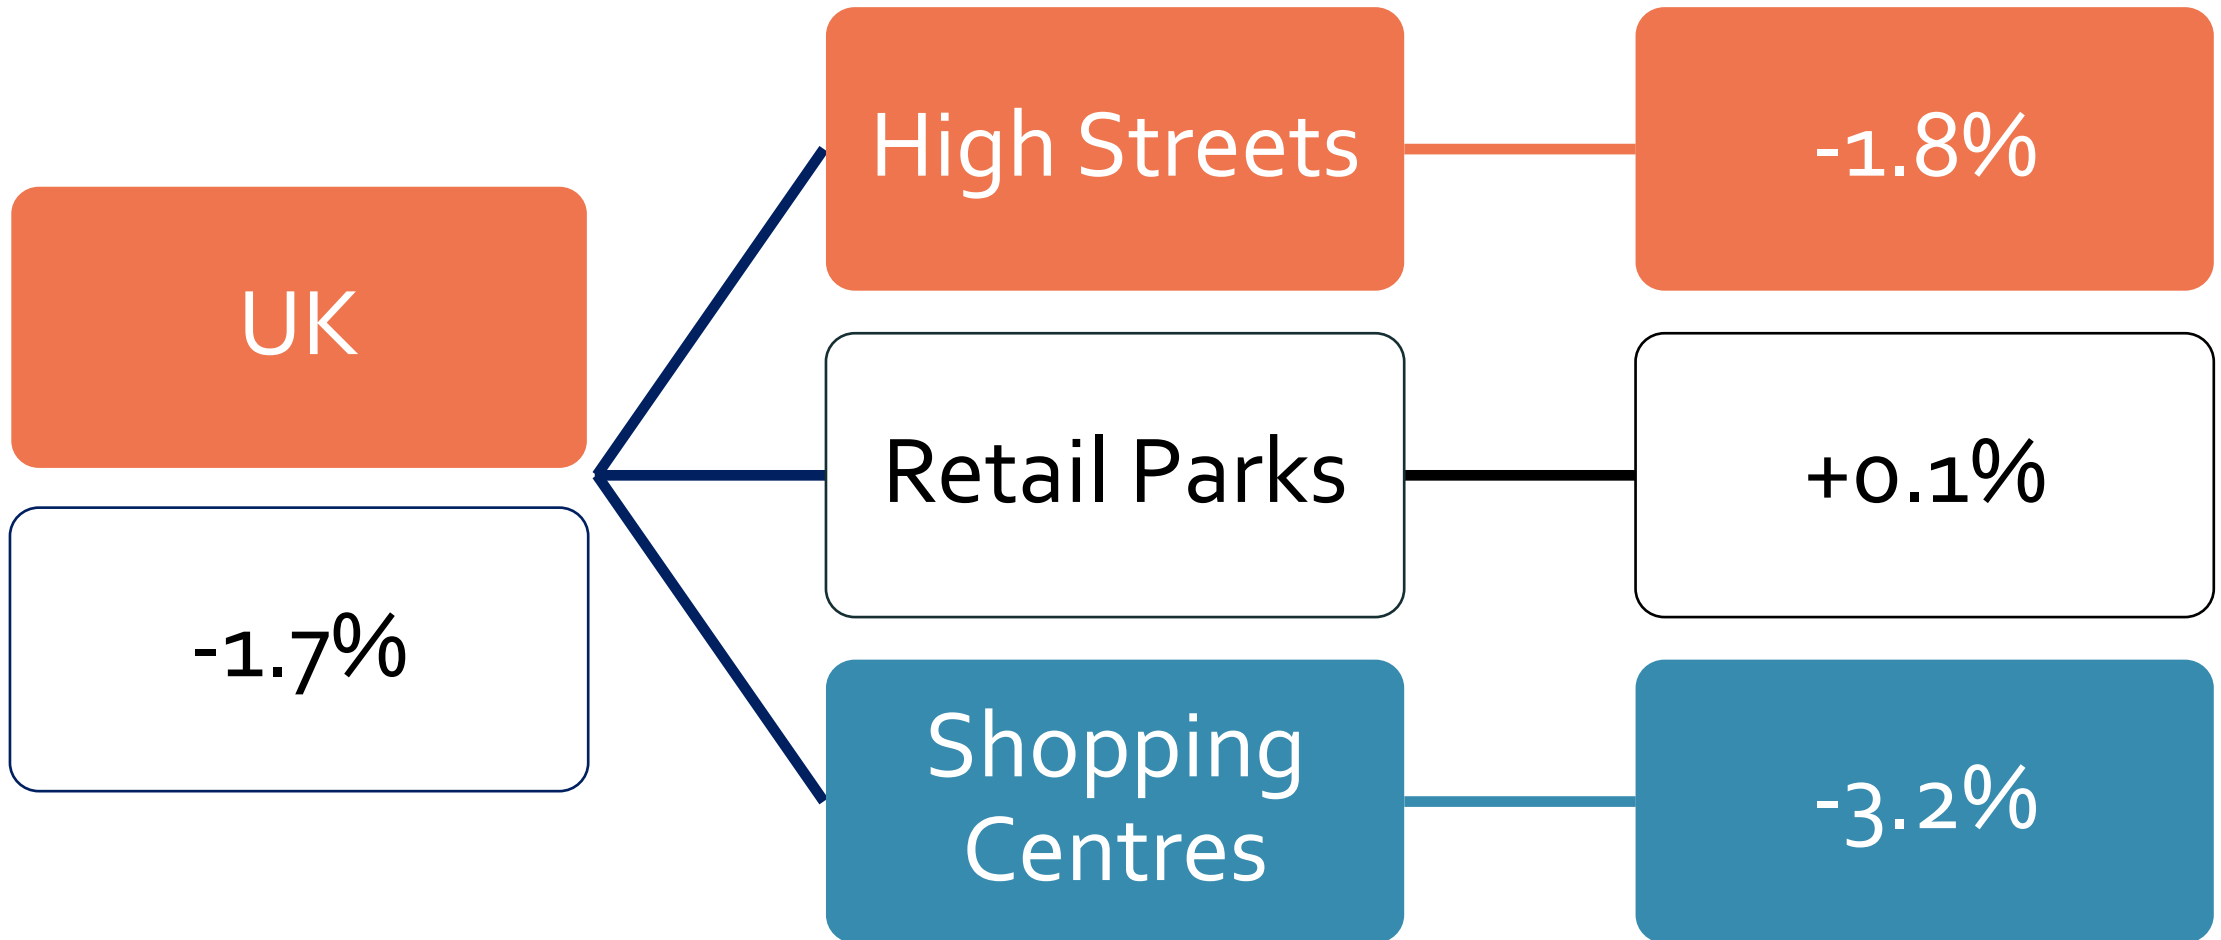 UK
-1.7%
High Streets
-1.8%
Retail Parks
+0.1%
Shopping
Centres
-3.2%